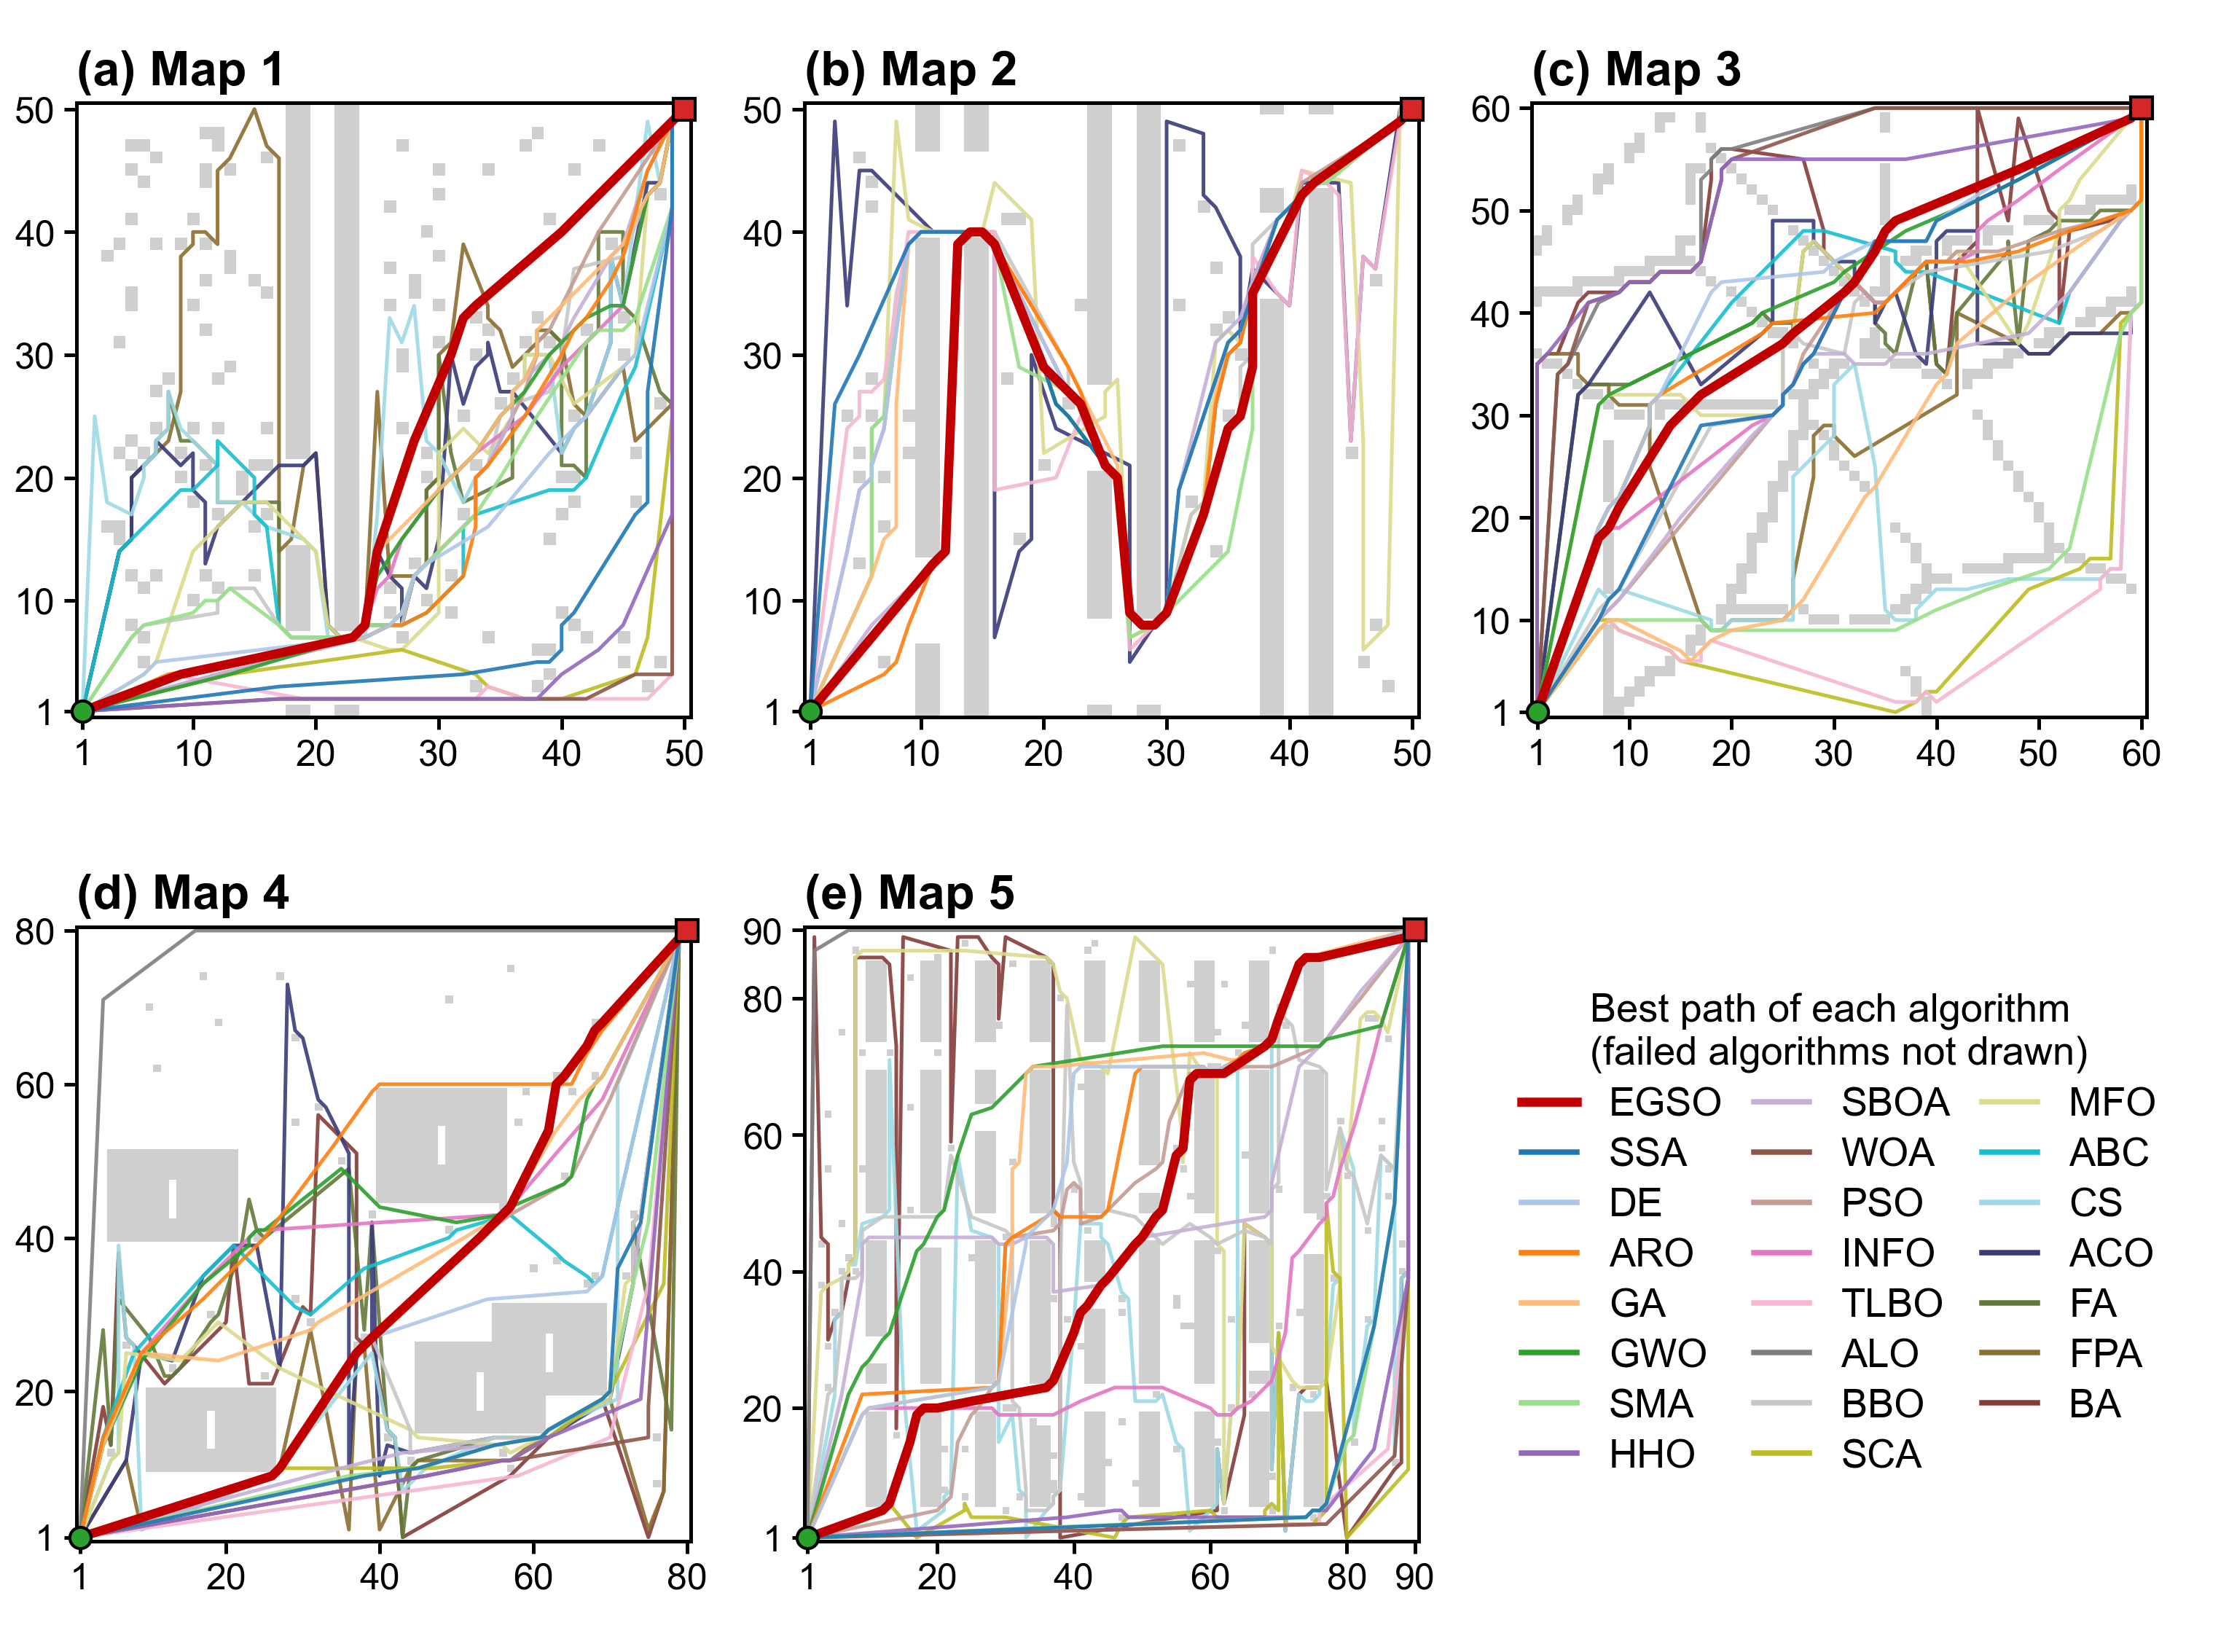 (a) Map 1
50
40
30
20
10
1
1 10 20 30 40 50
(b) Map 2
50
40
30
20
10
1
1 10 20 30 40 50
(c) Map 3
60
50
40
30
20
10
1
1 10 20 30 40 50 60
(d) Map 4
80
60
40
20
1
1 20 40 60 80
(e) Map 5
90
80
60
40
20
1
1 20 40 60 80 90
Best path of each algorithm
(failed algorithms not drawn)
EGSO SBOA MFO
SSA WOA ABC
DE PSO CS
ARO INFO ACO
GA TLBO FA
GWO ALO FPA
SMA BBO BA
HHO SCA